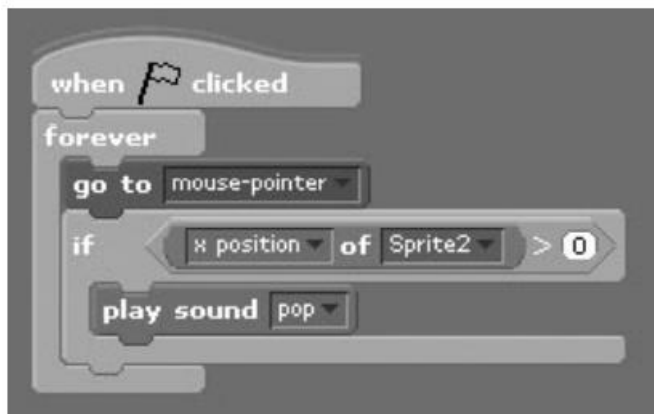 when clicked
forever
go to mouse-pointer
if x position of Sprite2 > 0
play sound pop